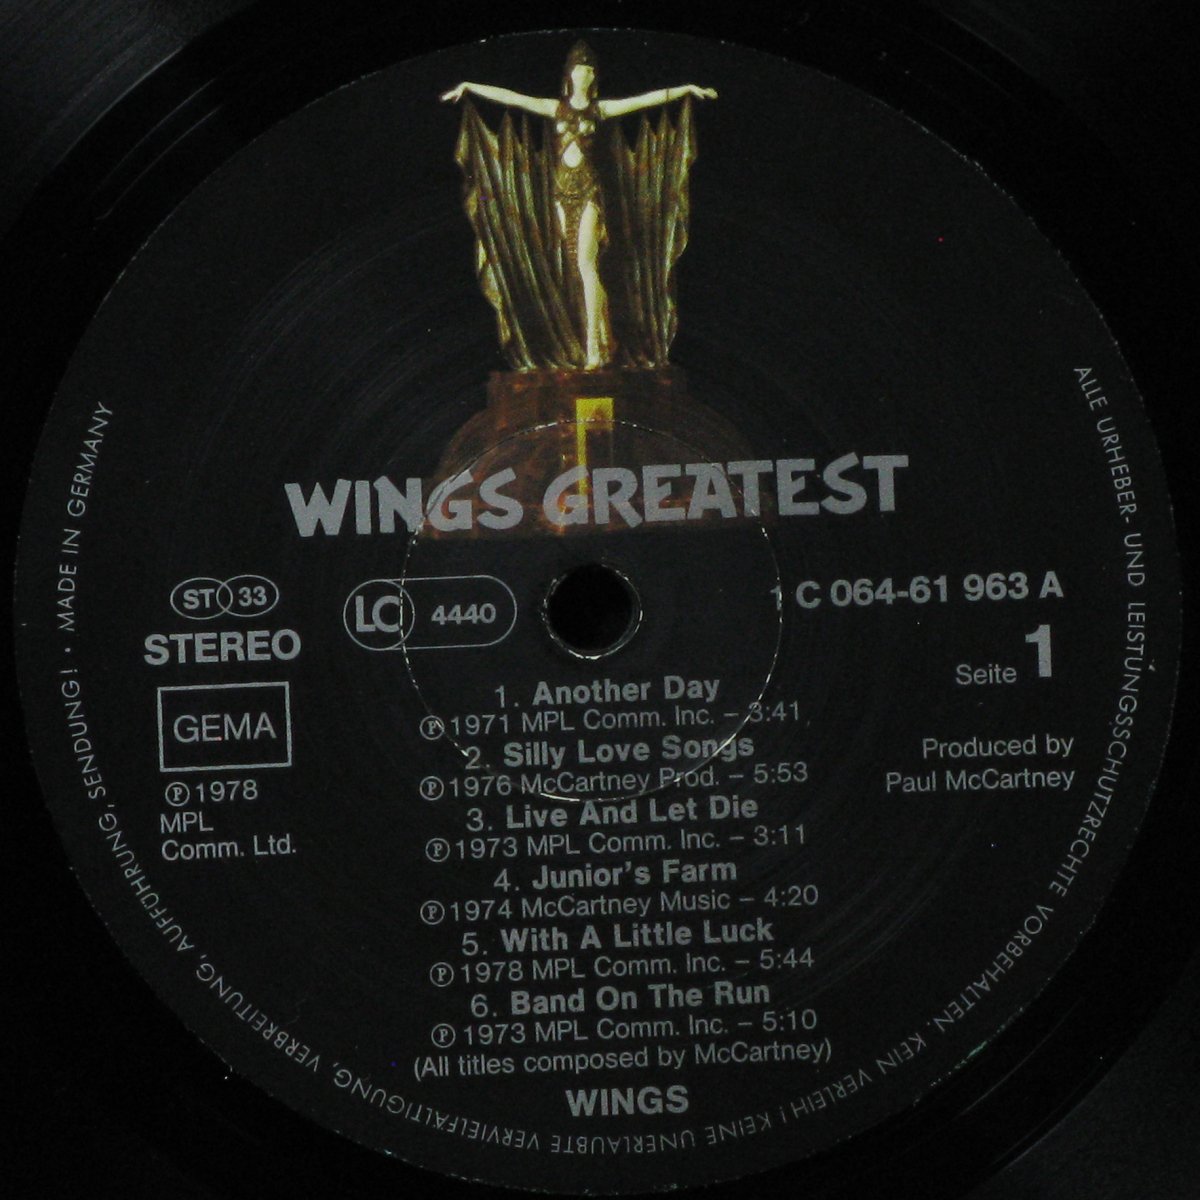 WINGS GREATEST
ST 33
STEREO
LC 4440
GEMA
℗ 1978
MPL
Comm. Ltd.
1 C 064-61 963 A
Seite 1
Produced by
Paul McCartney
1. Another Day
℗ 1971 MPL Comm. Inc. – 3:41
2. Silly Love Songs
℗ 1976 McCartney Prod. – 5:53
3. Live And Let Die
℗ 1973 MPL Comm. Inc. – 3:11
4. Junior's Farm
℗ 1974 McCartney Music – 4:20
5. With A Little Luck
℗ 1978 MPL Comm. Inc. – 5:44
6. Band On The Run
℗ 1973 MPL Comm. Inc. – 5:10
(All titles composed by McCartney)
WINGS
ALLE URHEBER- UND LEISTUNGSSCHUTZRECHTE VORBEHALTEN. KEIN VERLEIH! KEINE UNERLAUBTE VERVIELFÄLTIGUNG, VERBREITUNG, AUFFÜHRUNG, SENDUNG! • MADE IN GERMANY